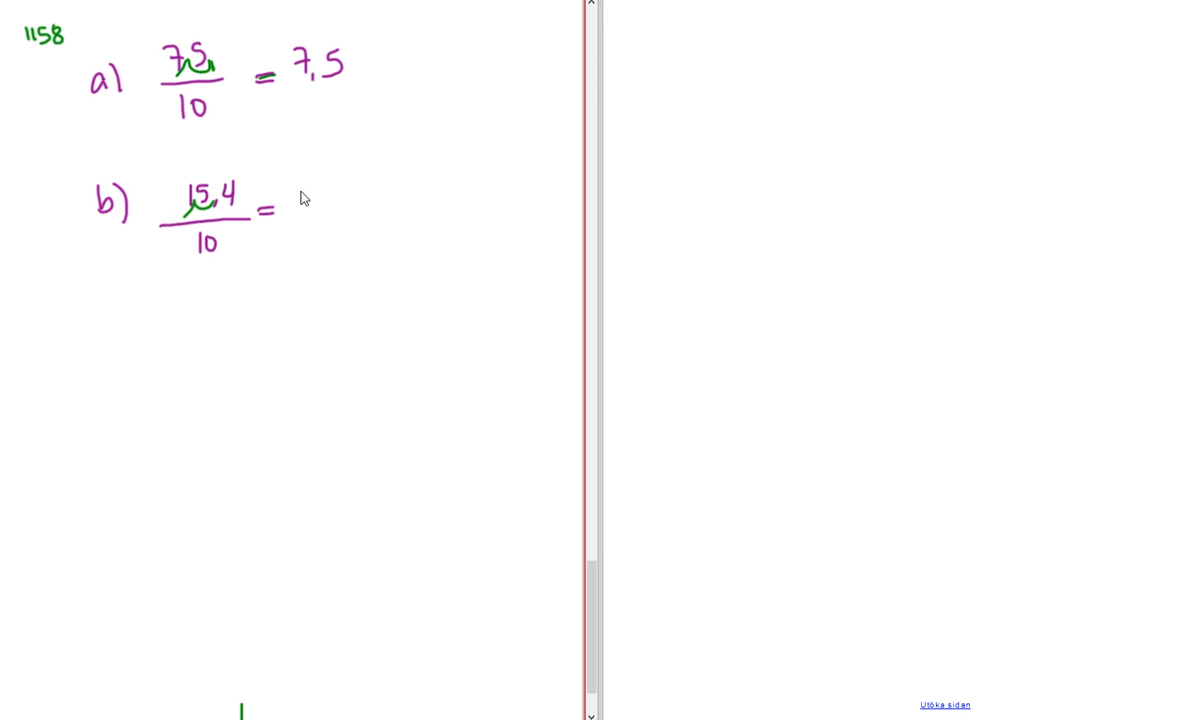 1158
a) 75/10 = 7,5
b) 15,4/10 =
Utöka sidan